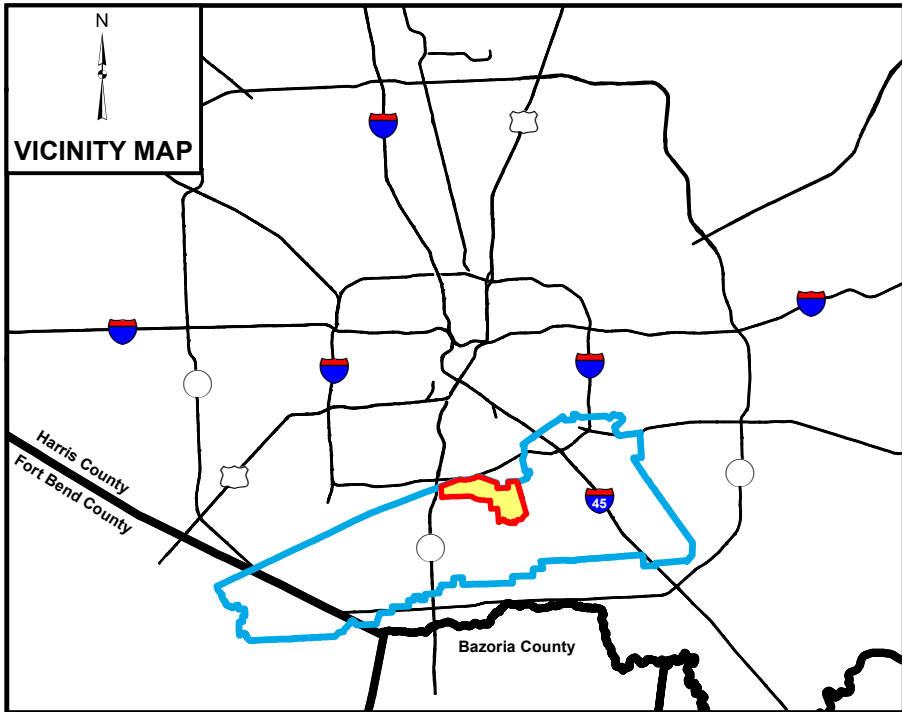 N
VICINITY MAP
Harris County
Fort Bend County
45
Bazoria County